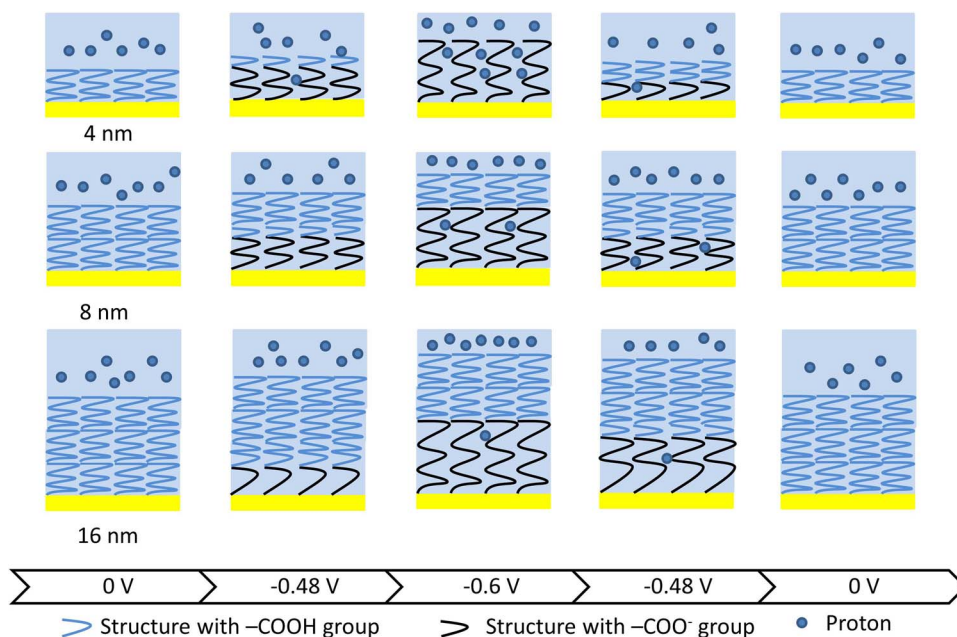 4 nm
8 nm
16 nm
0 V -0.48 V -0.6 V -0.48 V 0 V
Structure with –COOH group Structure with –COO⁻ group Proton